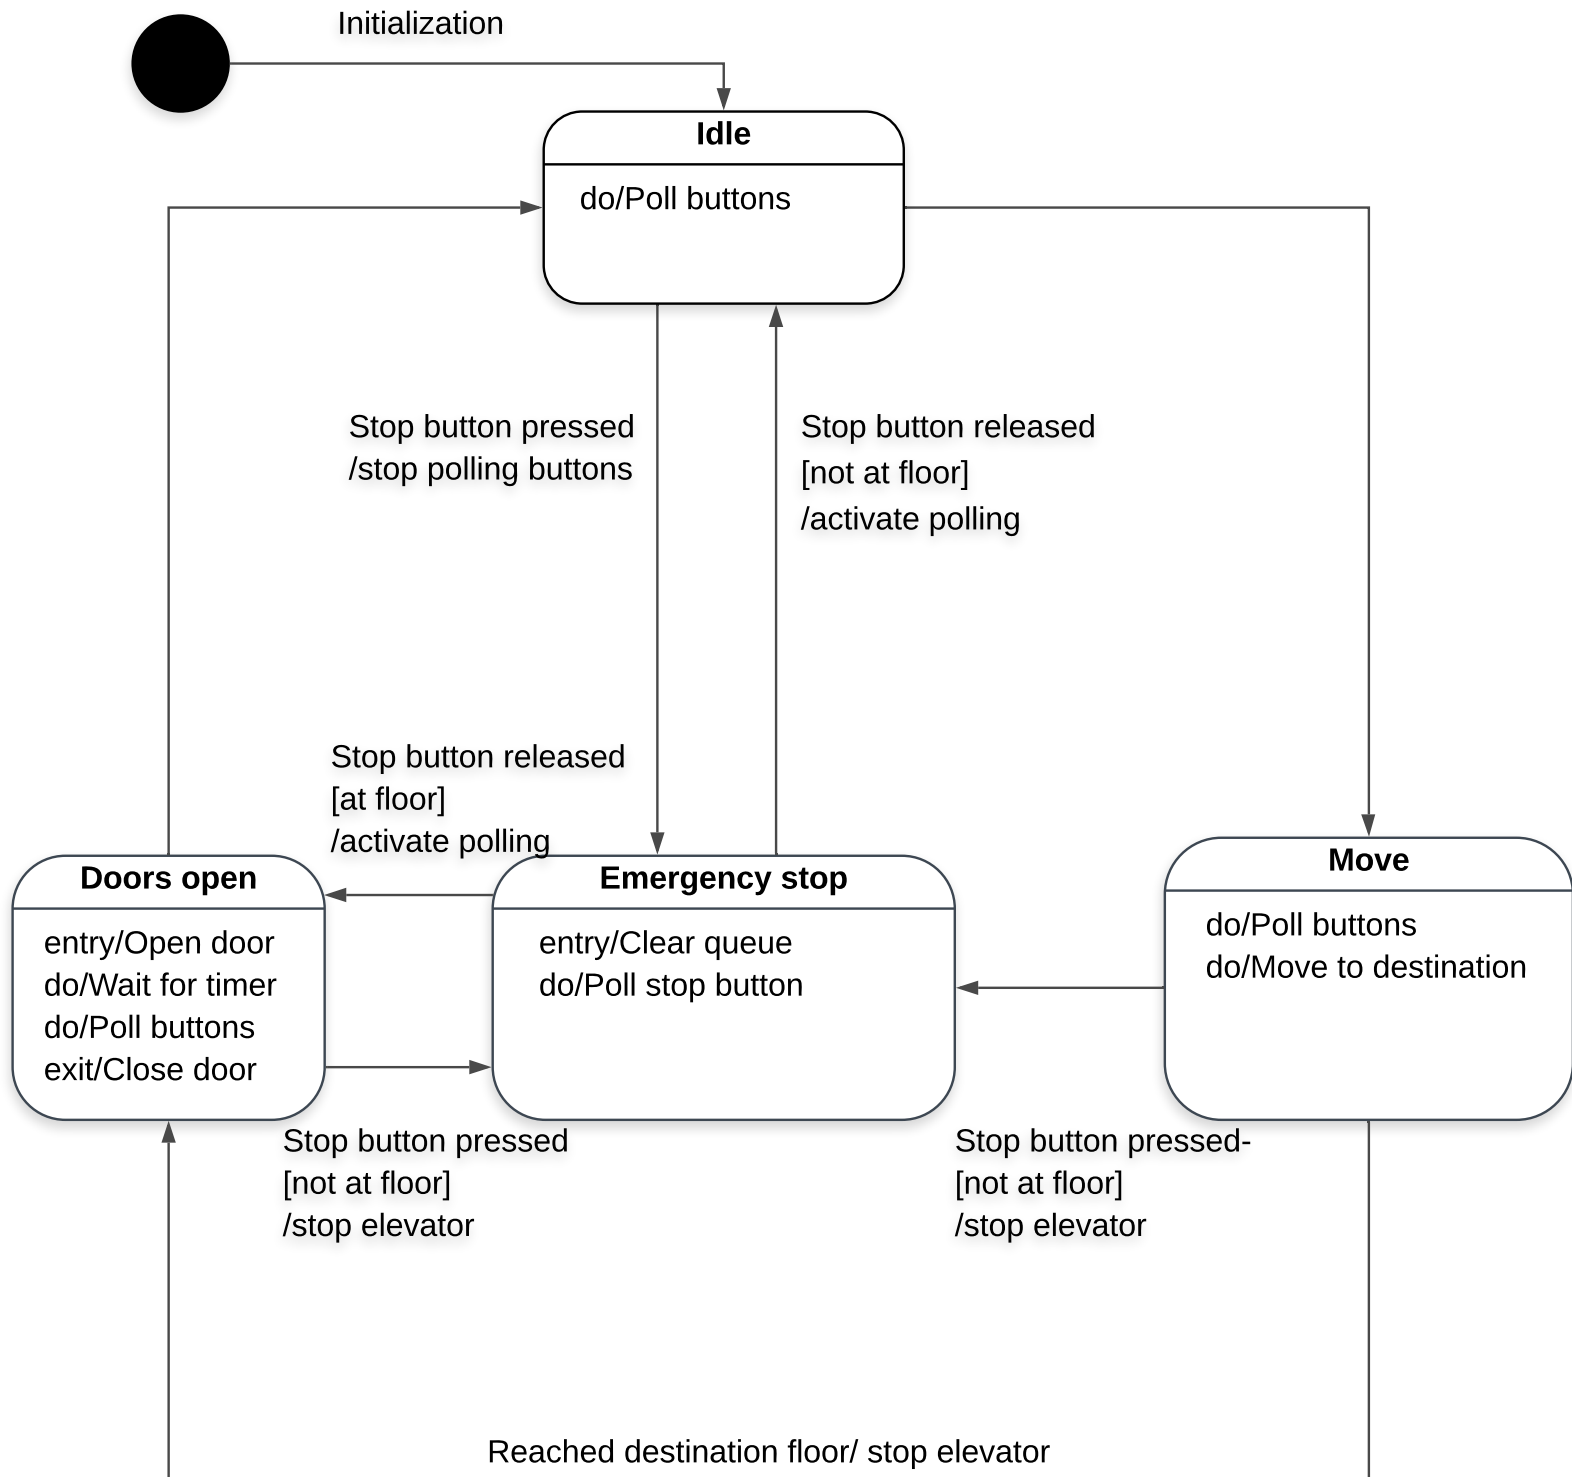 Initialization
Idle
do/Poll buttons
Stop button pressed
/stop polling buttons
Stop button released
[not at floor]
/activate polling
Stop button released
[at floor]
/activate polling
Doors open
entry/Open door
do/Wait for timer
do/Poll buttons
exit/Close door
Emergency stop
entry/Clear queue
do/Poll stop button
Move
do/Poll buttons
do/Move to destination
Stop button pressed
[not at floor]
/stop elevator
Stop button pressed-
[not at floor]
/stop elevator
Reached destination floor/ stop elevator